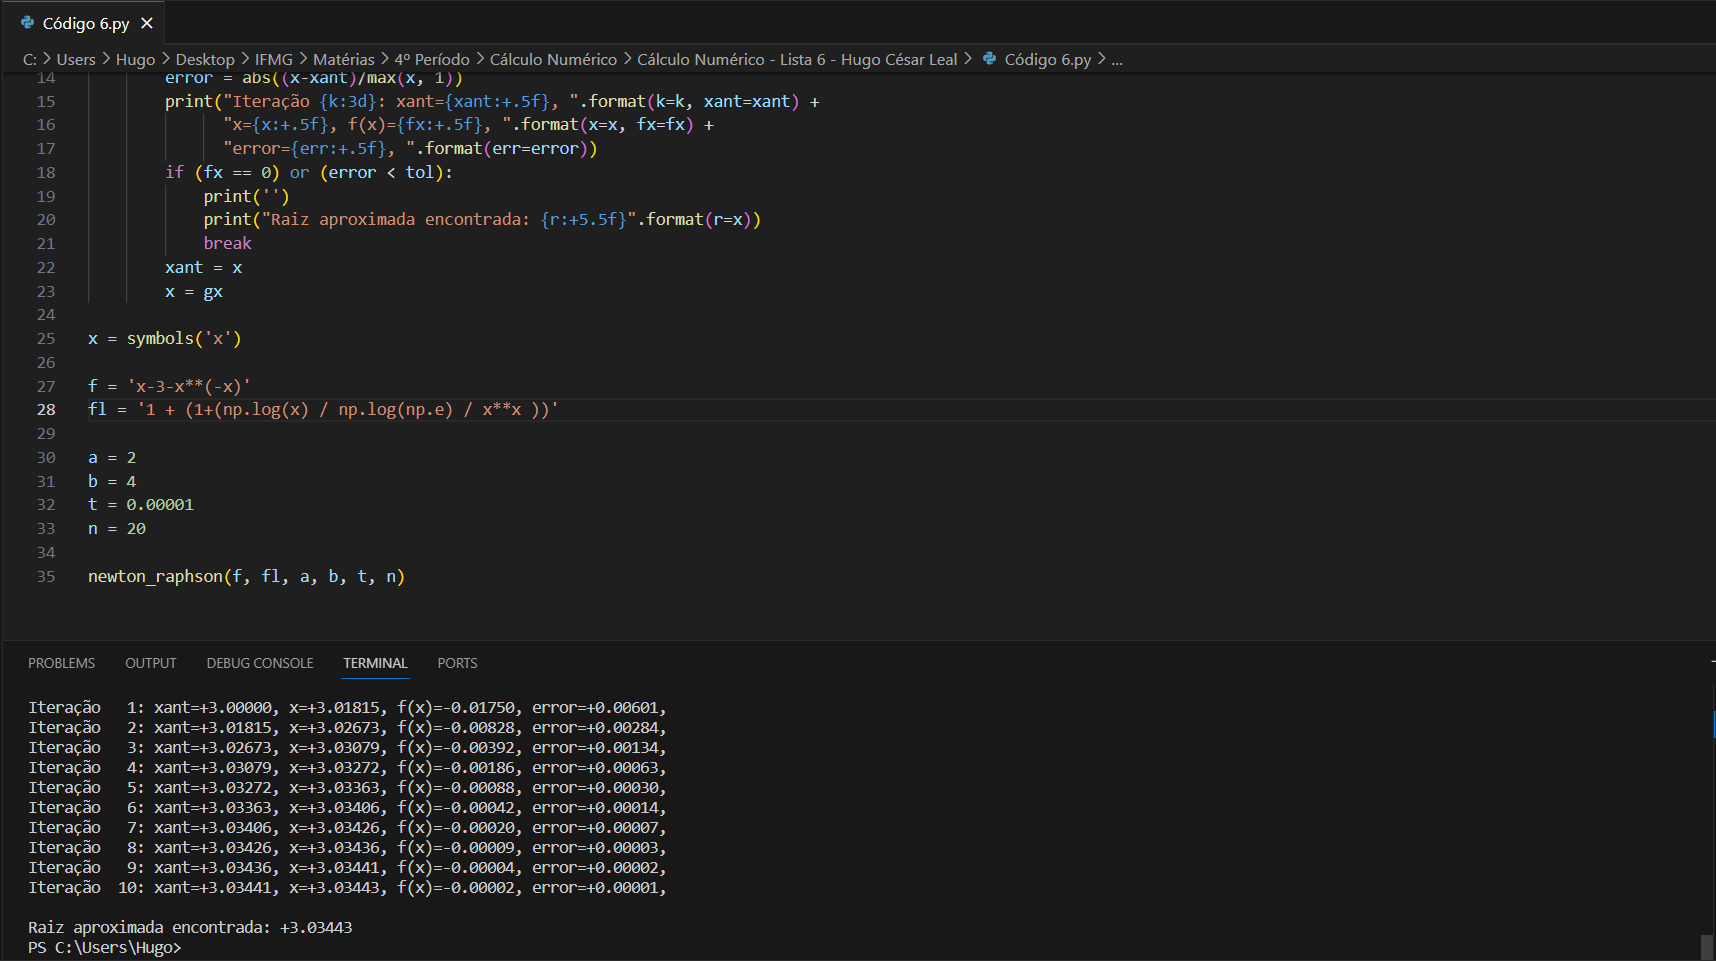 Código 6.py ×
C: > Users > Hugo > Desktop > IFMG > Matérias > 4º Período > Cálculo Numérico > Cálculo Numérico - Lista 6 - Hugo César Leal > Código 6.py > ...
14 error = abs((x-xant)/max(x, 1))
15 print("Iteração {k:3d}: xant={xant:+.5f}, ".format(k=k, xant=xant) +
16 "x={x:+.5f}, f(x)={fx:+.5f}, ".format(x=x, fx=fx) +
17 "error={err:+.5f}, ".format(err=error))
18 if (fx == 0) or (error < tol):
19 print('')
20 print("Raiz aproximada encontrada: {r:+5.5f}".format(r=x))
21 break
22 xant = x
23 x = gx
24
25 x = symbols('x')
26
27 f = 'x-3-x**(-x)'
28 fl = '1 + (1+(np.log(x) / np.log(np.e) / x**x ))'
29
30 a = 2
31 b = 4
32 t = 0.00001
33 n = 20
34
35 newton_raphson(f, fl, a, b, t, n)
PROBLEMS OUTPUT DEBUG CONSOLE TERMINAL PORTS
Iteração   1: xant=+3.00000, x=+3.01815, f(x)=-0.01750, error=+0.00601,
Iteração   2: xant=+3.01815, x=+3.02673, f(x)=-0.00828, error=+0.00284,
Iteração   3: xant=+3.02673, x=+3.03079, f(x)=-0.00392, error=+0.00134,
Iteração   4: xant=+3.03079, x=+3.03272, f(x)=-0.00186, error=+0.00063,
Iteração   5: xant=+3.03272, x=+3.03363, f(x)=-0.00088, error=+0.00030,
Iteração   6: xant=+3.03363, x=+3.03406, f(x)=-0.00042, error=+0.00014,
Iteração   7: xant=+3.03406, x=+3.03426, f(x)=-0.00020, error=+0.00007,
Iteração   8: xant=+3.03426, x=+3.03436, f(x)=-0.00009, error=+0.00003,
Iteração   9: xant=+3.03436, x=+3.03441, f(x)=-0.00004, error=+0.00002,
Iteração  10: xant=+3.03441, x=+3.03443, f(x)=-0.00002, error=+0.00001,
Raiz aproximada encontrada: +3.03443
PS C:\Users\Hugo>